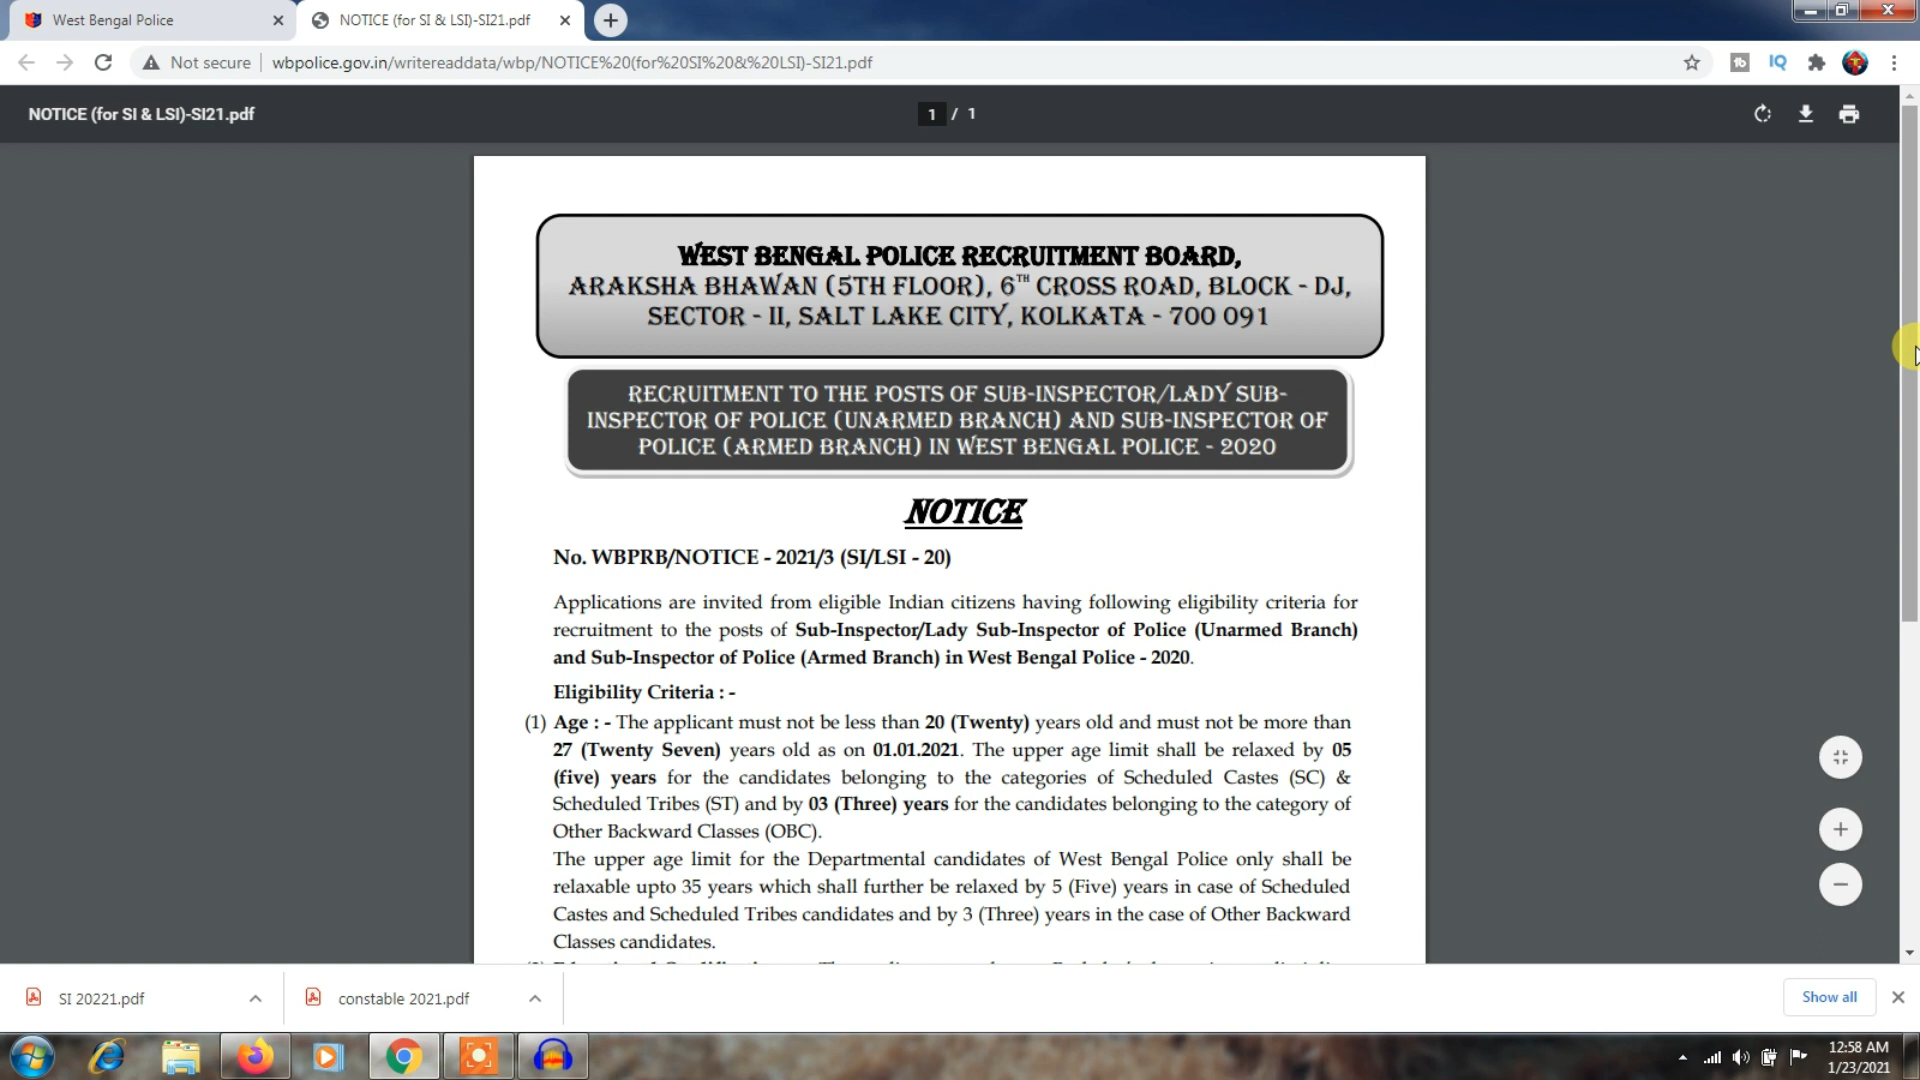 West Bengal Police
NOTICE (for SI & LSI)-SI21.pdf
Not secure
wbpolice.gov.in/writereaddata/wbp/NOTICE%20(for%20SI%20&%20LSI)-SI21.pdf
IQ
NOTICE (for SI & LSI)-SI21.pdf
1 / 1
WEST BENGAL POLICE RECRUITMENT BOARD,
ARAKSHA BHAWAN (5TH FLOOR), 6TH CROSS ROAD, BLOCK - DJ,
SECTOR - II, SALT LAKE CITY, KOLKATA - 700 091
RECRUITMENT TO THE POSTS OF SUB-INSPECTOR/LADY SUB-
INSPECTOR OF POLICE (UNARMED BRANCH) AND SUB-INSPECTOR OF
POLICE (ARMED BRANCH) IN WEST BENGAL POLICE - 2020
NOTICE
No. WBPRB/NOTICE - 2021/3 (SI/LSI - 20)
Applications are invited from eligible Indian citizens having following eligibility criteria for
recruitment to the posts of Sub-Inspector/Lady Sub-Inspector of Police (Unarmed Branch)
and Sub-Inspector of Police (Armed Branch) in West Bengal Police - 2020.
Eligibility Criteria : -
(1) Age : - The applicant must not be less than 20 (Twenty) years old and must not be more than
27 (Twenty Seven) years old as on 01.01.2021. The upper age limit shall be relaxed by 05
(five) years for the candidates belonging to the categories of Scheduled Castes (SC) &
Scheduled Tribes (ST) and by 03 (Three) years for the candidates belonging to the category of
Other Backward Classes (OBC).
The upper age limit for the Departmental candidates of West Bengal Police only shall be
relaxable upto 35 years which shall further be relaxed by 5 (Five) years in case of Scheduled
Castes and Scheduled Tribes candidates and by 3 (Three) years in the case of Other Backward
Classes candidates.
SI 20221.pdf
constable 2021.pdf
Show all
12:58 AM
1/23/2021